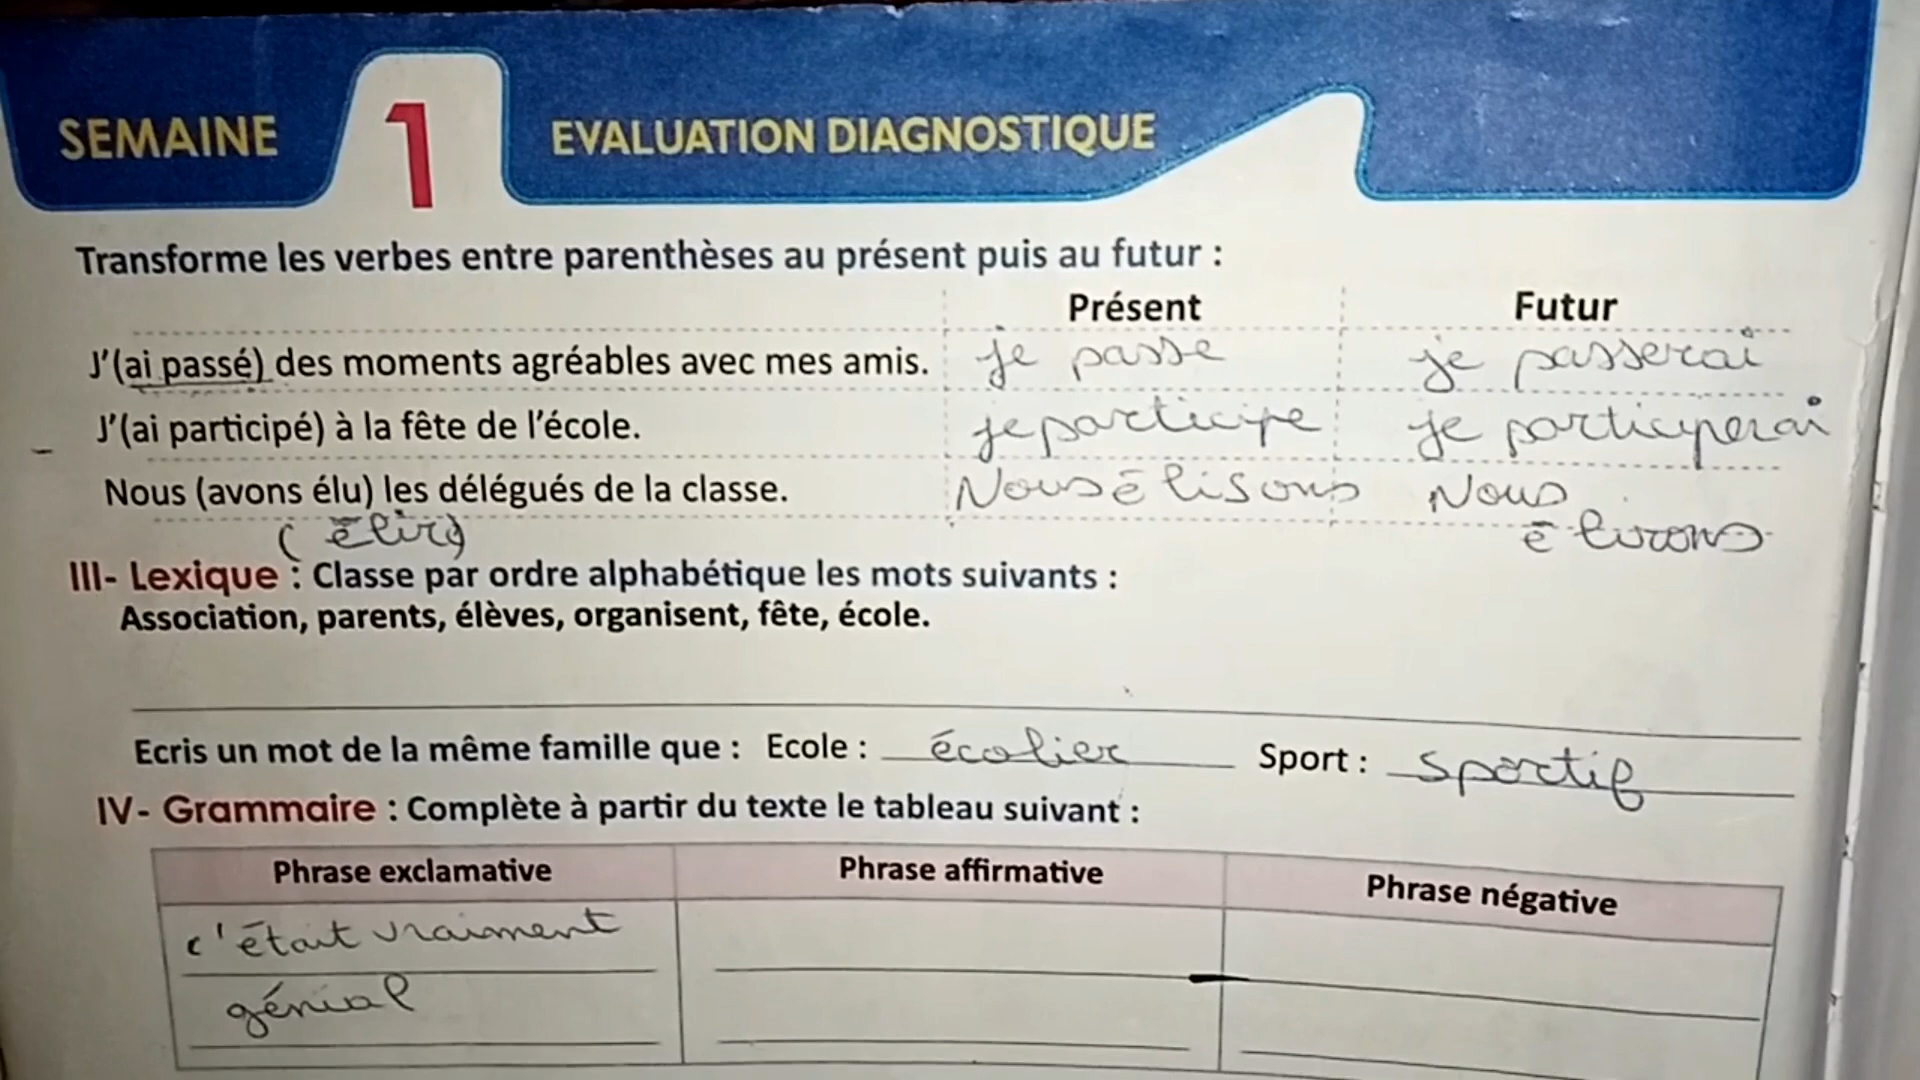 SEMAINE 1 EVALUATION DIAGNOSTIQUE
Transforme les verbes entre parenthèses au présent puis au futur :
Présent Futur
J'(ai passé) des moments agréables avec mes amis. je passe je passerai
J'(ai participé) à la fête de l'école. je participe je participerai
Nous (avons élu) les délégués de la classe. Nous élisons Nous
(élire) élirons
III- Lexique : Classe par ordre alphabétique les mots suivants :
Association, parents, élèves, organisent, fête, école.
Ecris un mot de la même famille que : Ecole : écolier Sport : sportif
IV- Grammaire : Complète à partir du texte le tableau suivant :
Phrase exclamative Phrase affirmative Phrase négative
c'était vraiment
génial